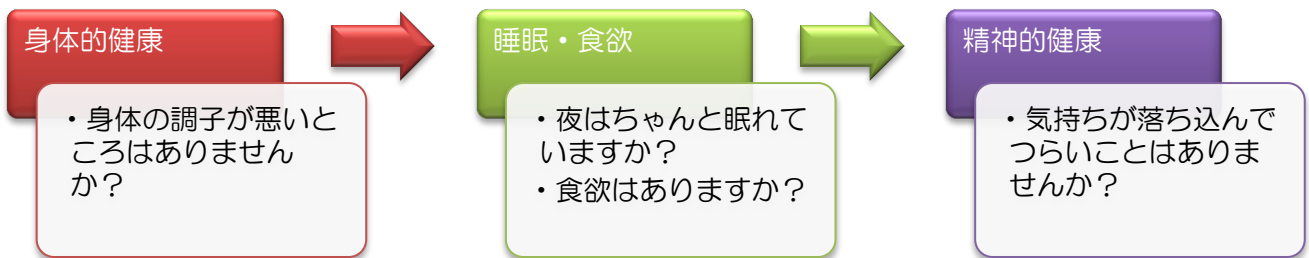 身体的健康
・身体の調子が悪いと
ころはありません
か？
睡眠・食欲
・夜はちゃんと眠れて
いますか？
・食欲はありますか？
精神的健康
・気持ちが落ち込んで
つらいことはありま
せんか？